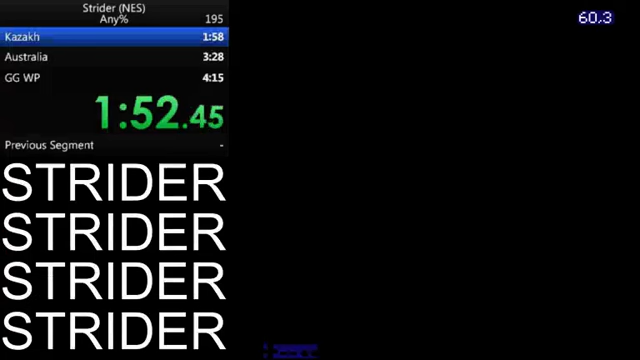 Strider (NES)
Any% 195
Kazakh 1:58
Australia 3:28
GG WP 4:15
1:52.45
Previous Segment -
STRIDER
STRIDER
STRIDER
STRIDER
60.3